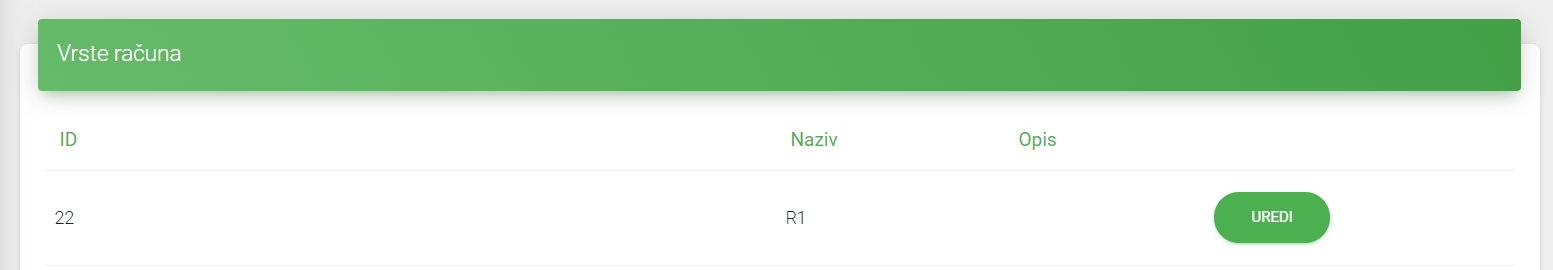 Vrste računa
ID Naziv Opis
22 R1 UREDI